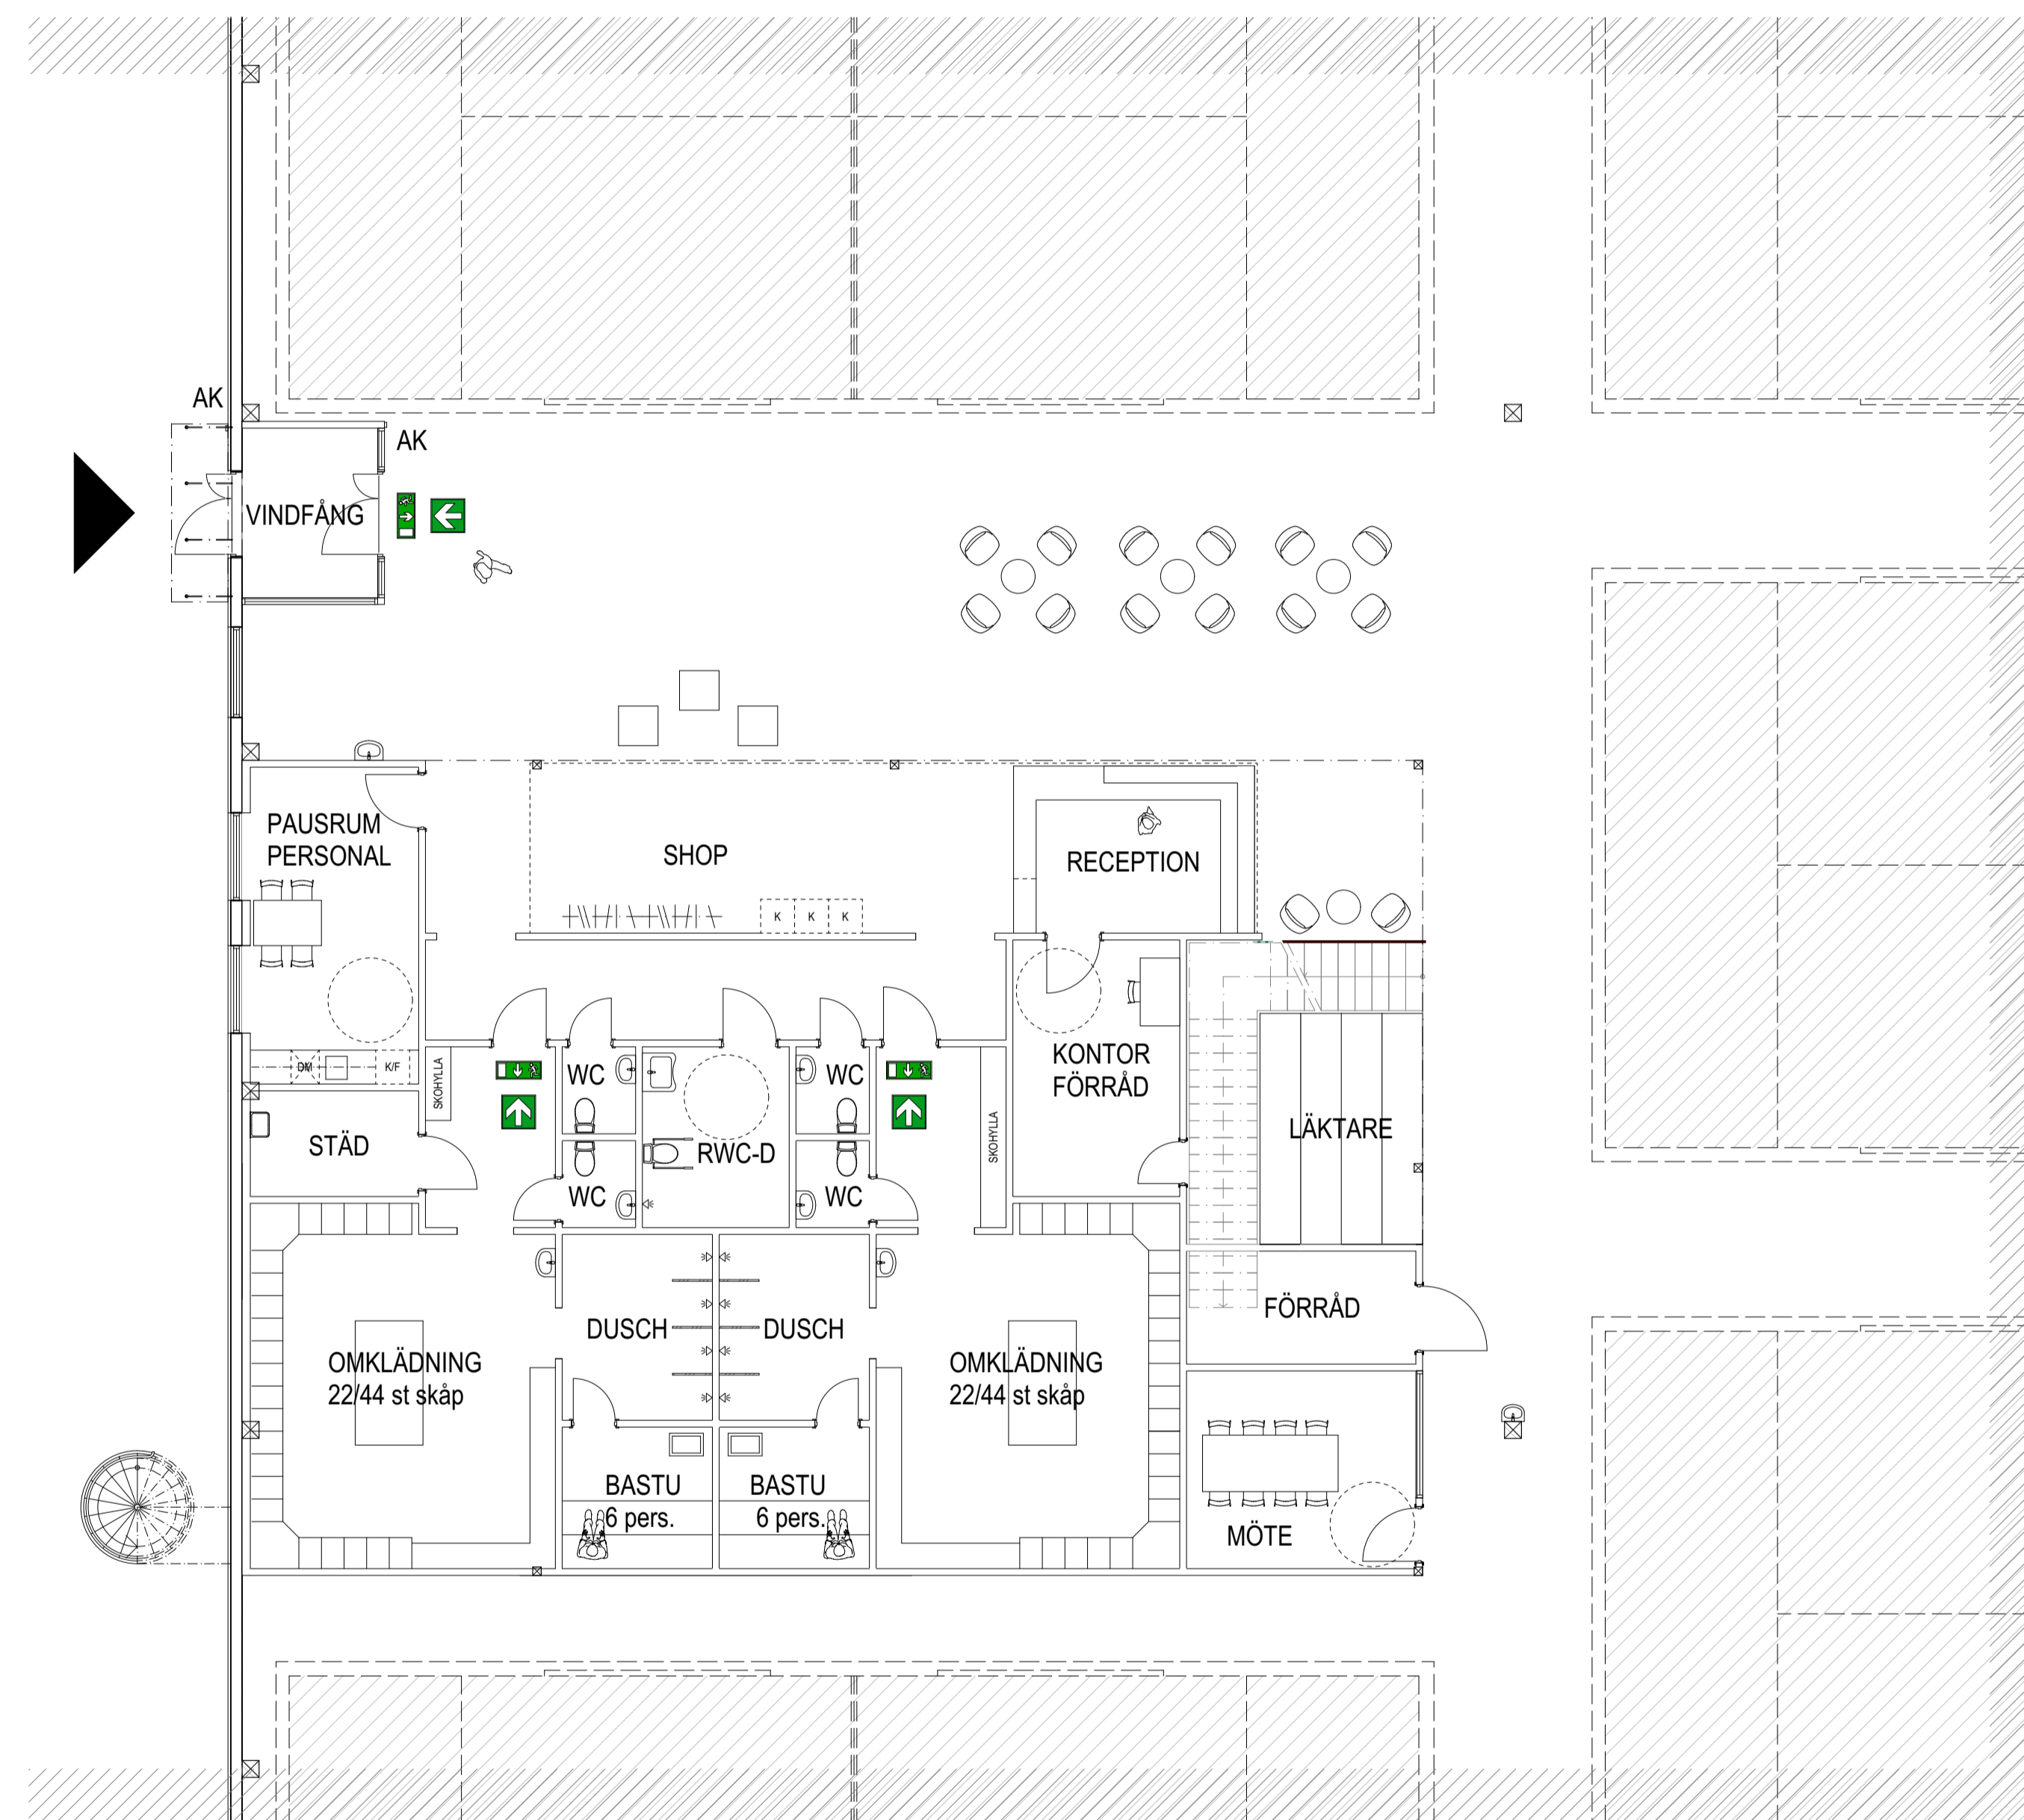 AK
AK
VINDFÅNG
PAUSRUM
PERSONAL
SHOP
RECEPTION
K K K
KONTOR
FÖRRÅD
DM
K/F
SKOHYLLA
WC
WC
RWC-D
SKOHYLLA
LÄKTARE
STÄD
WC
WC
FÖRRÅD
DUSCH
DUSCH
OMKLÄDNING
22/44 st skåp
OMKLÄDNING
22/44 st skåp
BASTU
6 pers.
BASTU
6 pers.
MÖTE